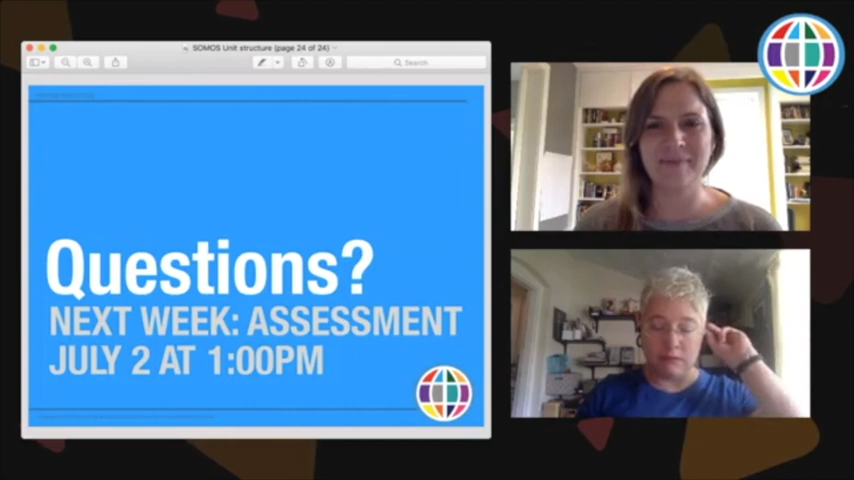 SOMOS Unit structure (page 24 of 24)
Search
Questions?
NEXT WEEK: ASSESSMENT
JULY 2 AT 1:00PM